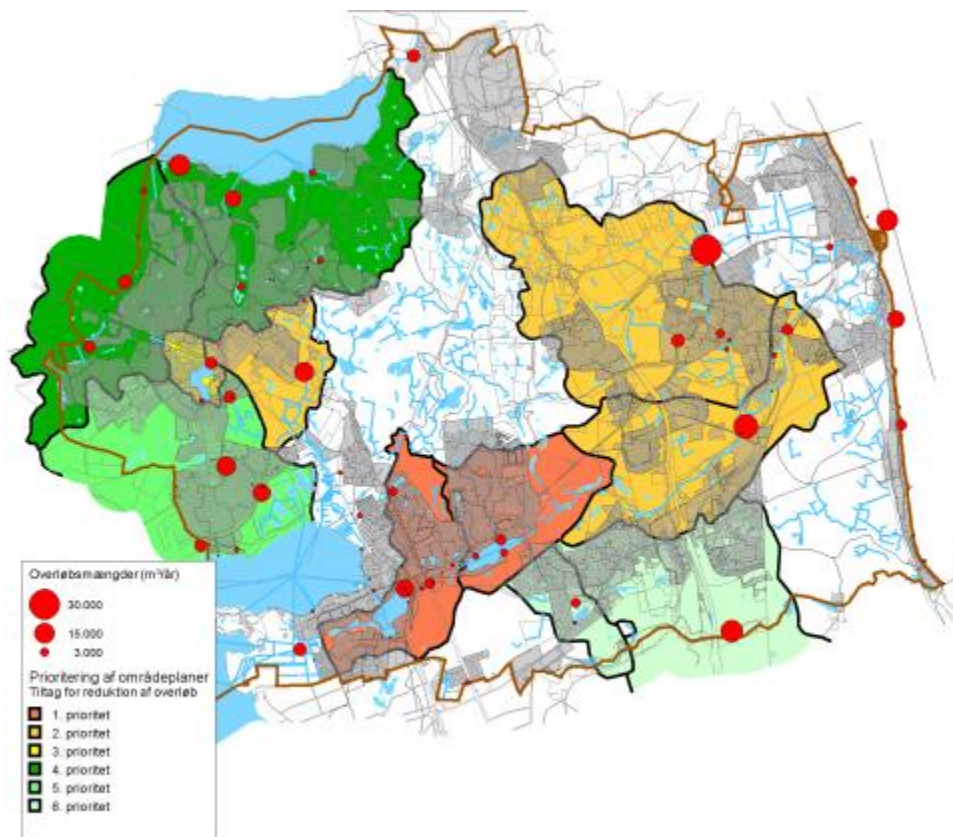 Overløbsmængder (m³/år)
30.000
15.000
3.000
Prioritering af områdeplaner
Tiltag for reduktion af overløb
1. prioritet
2. prioritet
3. prioritet
4. prioritet
5. prioritet
6. prioritet